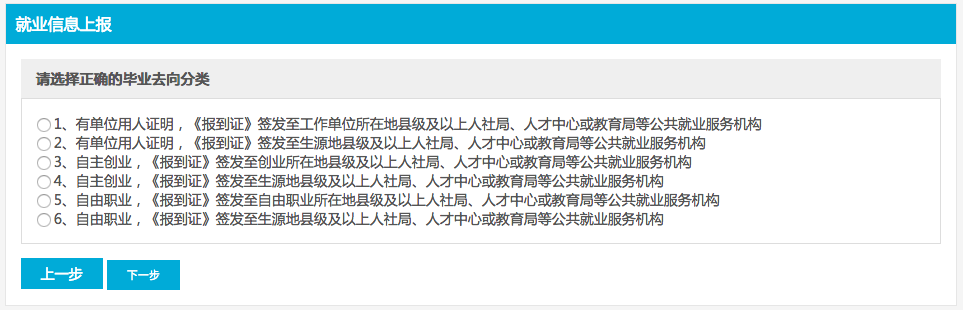 就业信息上报
请选择正确的毕业去向分类
1、有单位用人证明，《报到证》签发至工作单位所在地县级及以上人社局、人才中心或教育局等公共就业服务机构
2、有单位用人证明，《报到证》签发至生源地县级及以上人社局、人才中心或教育局等公共就业服务机构
3、自主创业，《报到证》签发至创业所在地县级及以上人社局、人才中心或教育局等公共就业服务机构
4、自主创业，《报到证》签发至生源地县级及以上人社局、人才中心或教育局等公共就业服务机构
5、自由职业，《报到证》签发至自由职业所在地县级及以上人社局、人才中心或教育局等公共就业服务机构
6、自由职业，《报到证》签发至生源地县级及以上人社局、人才中心或教育局等公共就业服务机构
上一步 下一步